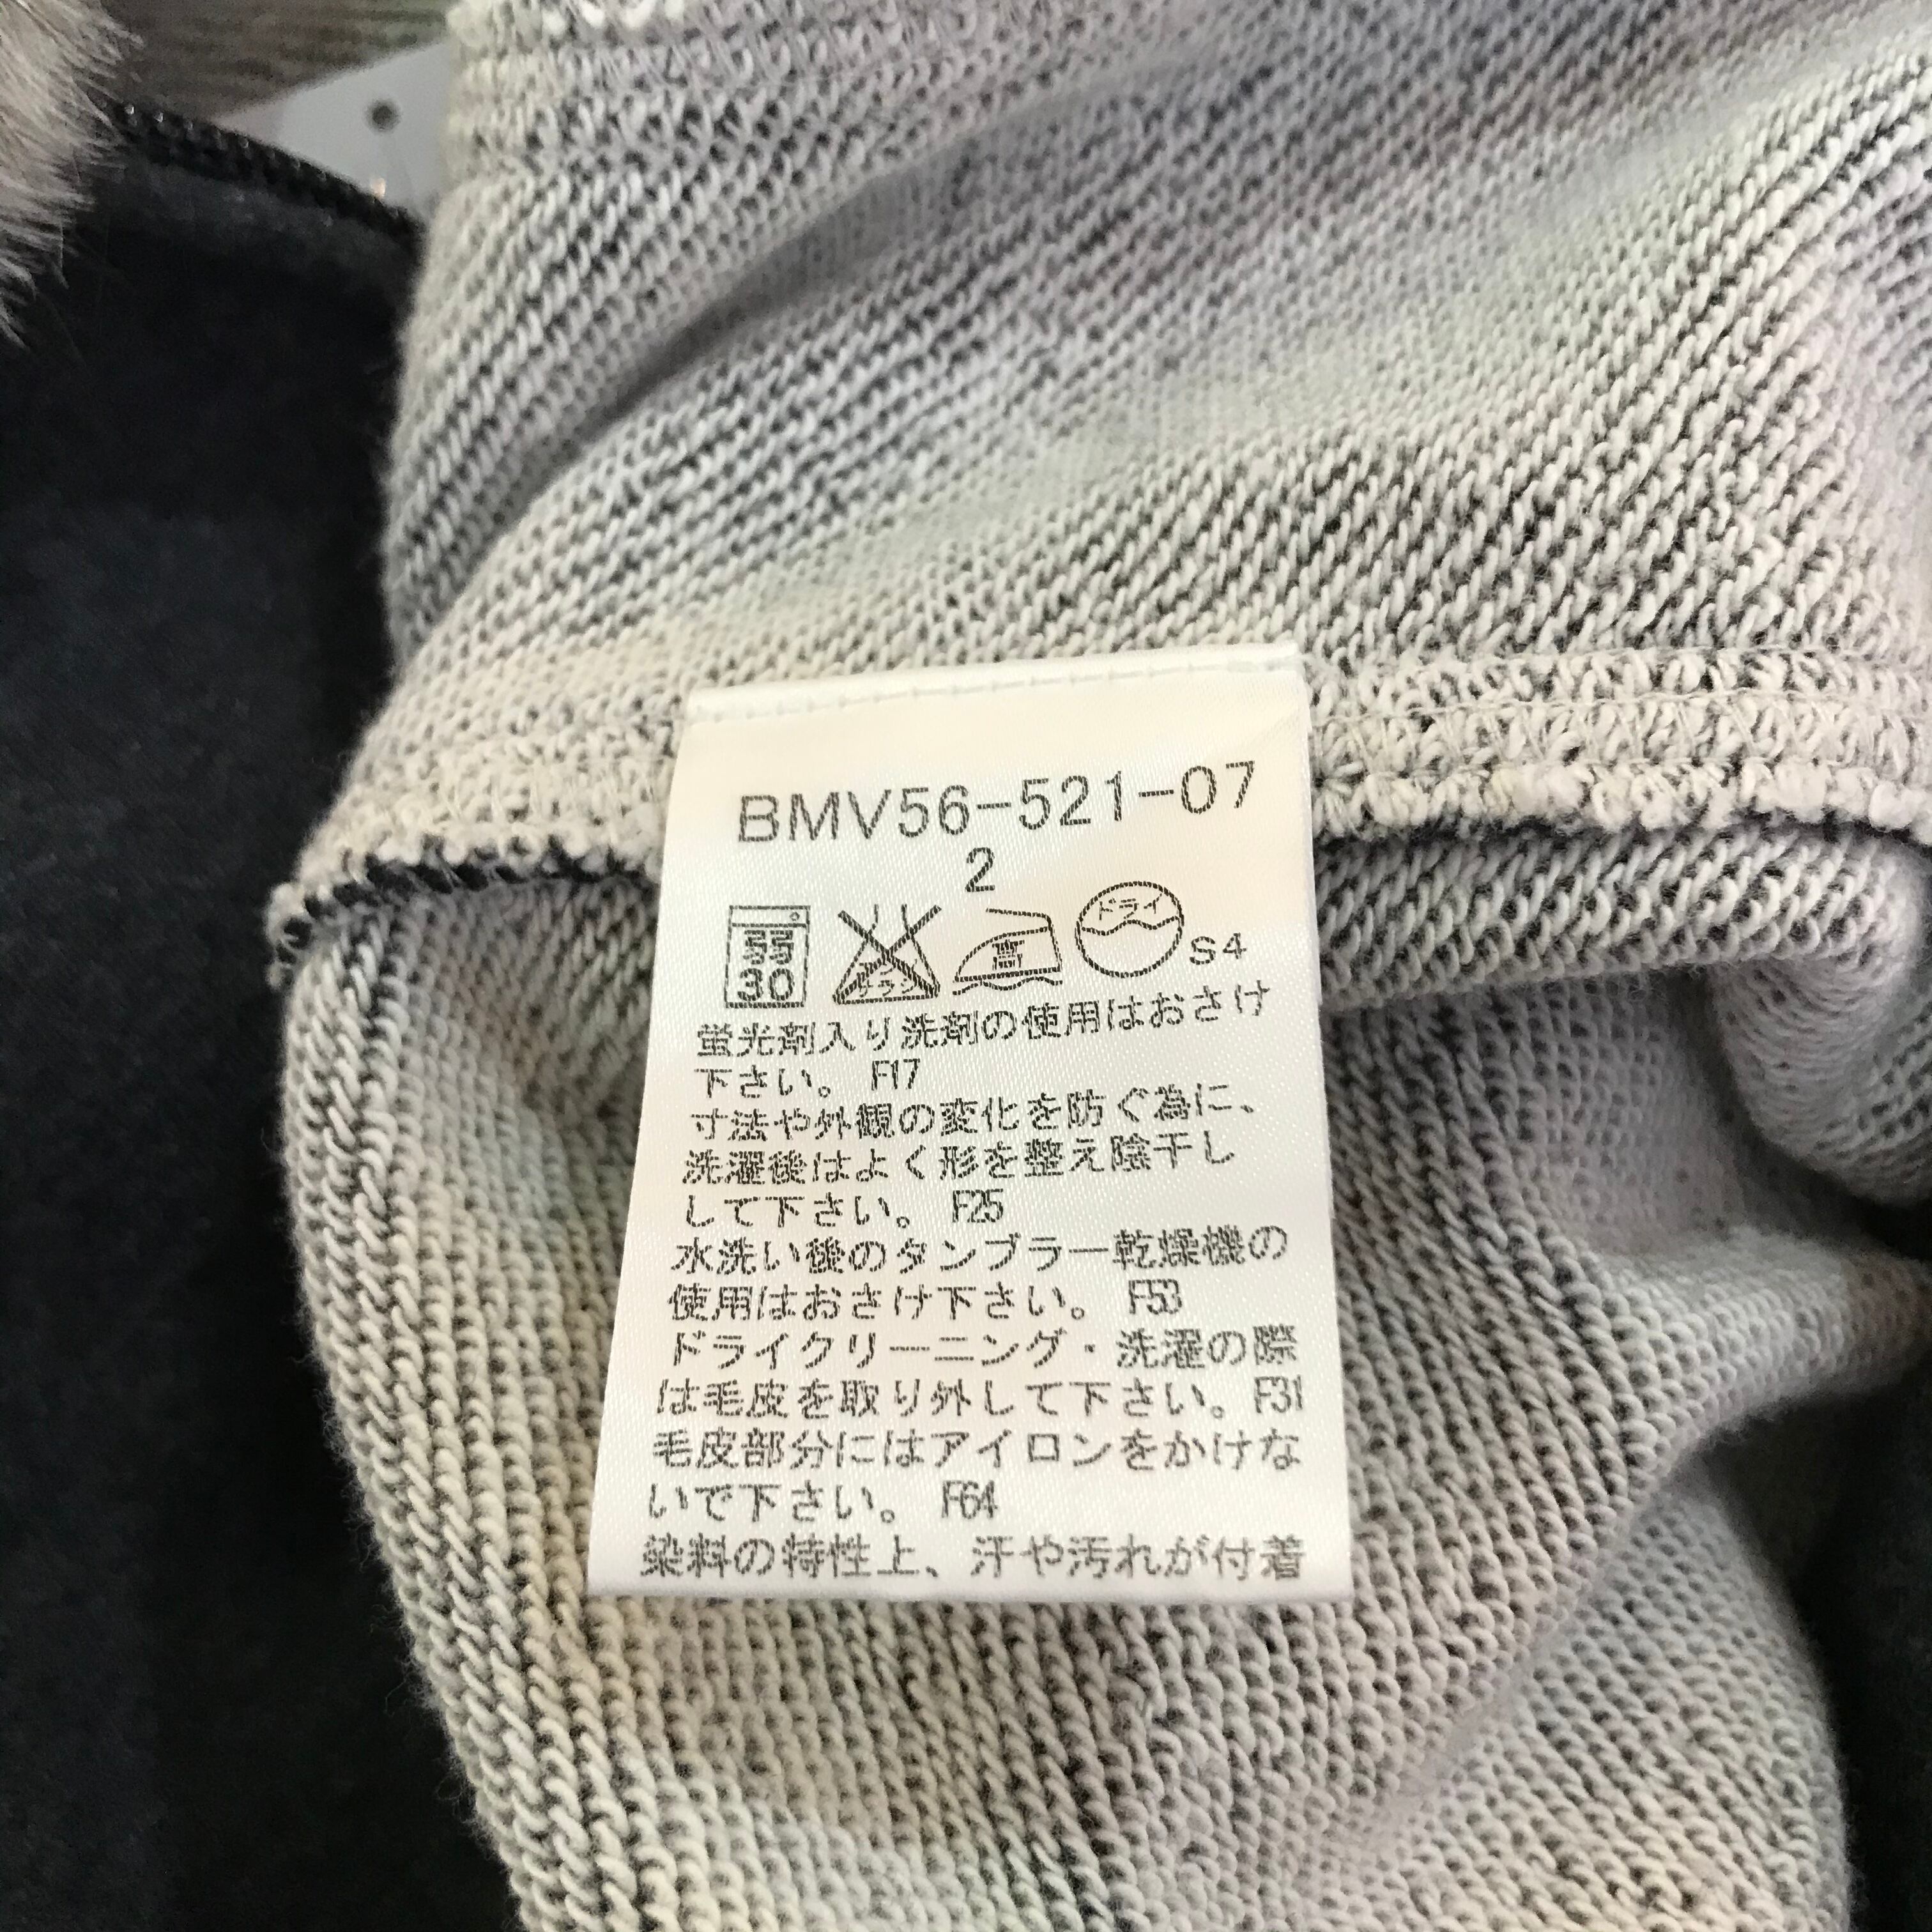 BMV56-521-07
2
弱 30 サラシ 高 ドライ S4
蛍光剤入り洗剤の使用はおさけ
下さい。 F17
寸法や外観の変化を防ぐ為に、
洗濯後はよく形を整え陰干し
して下さい。 F25
水洗い後のタンブラー乾燥機の
使用はおさけ下さい。 F53
ドライクリーニング・洗濯の際
は毛皮を取り外して下さい。 F31
毛皮部分にはアイロンをかけな
いで下さい。 F64
染料の特性上、汗や汚れが付着